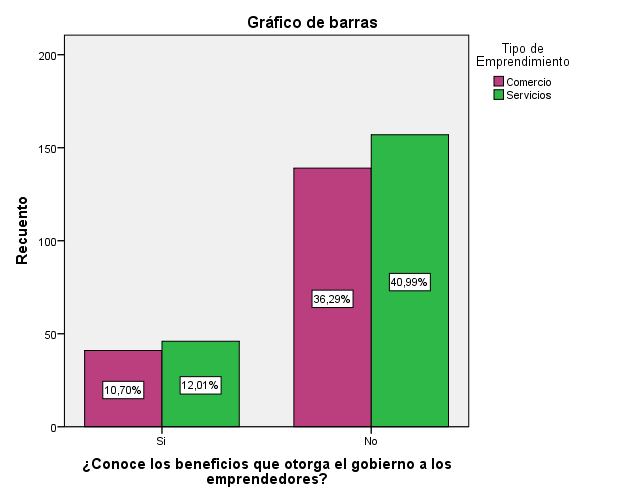 Gráfico de barras
Tipo de
Emprendimiento
Comercio
Servicios
Recuento
200
150
100
50
0
10,70%
12,01%
36,29%
40,99%
Si
No
¿Conoce los beneficios que otorga el gobierno a los
emprendedores?